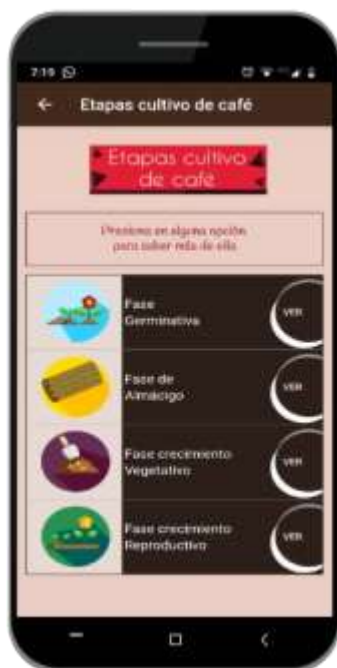 7:19
Etapas cultivo de café
Etapas cultivo
de café
Presiona en alguna opción
para saber más de ella
Fase
Germinativa
VER
Fase de
Almácigo
VER
Fase crecimiento
Vegetativo
VER
Fase crecimiento
Reproductivo
VER